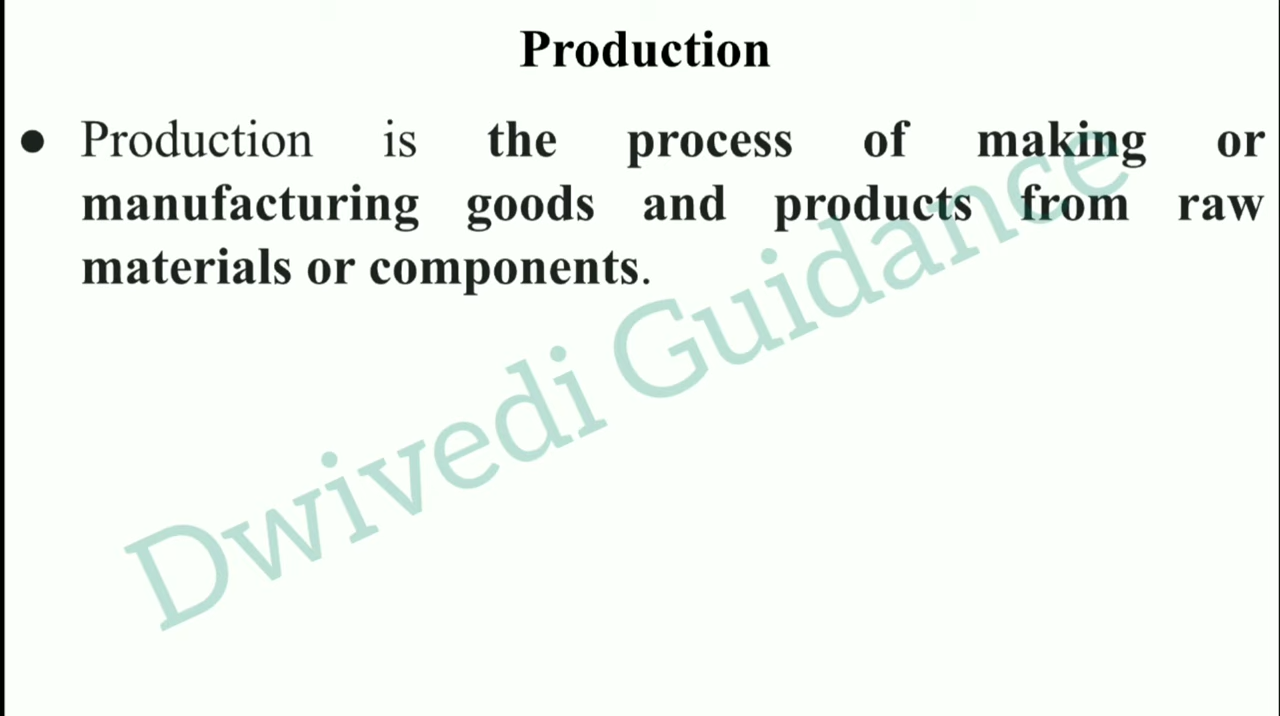 Production
● Production is the process of making or
manufacturing goods and products from raw
materials or components.
Dwivedi Guidance